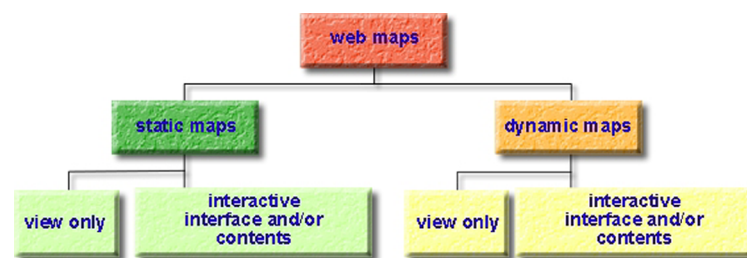 web maps
static maps
dynamic maps
view only
interactive
interface and/or
contents
view only
interactive
interface and/or
contents